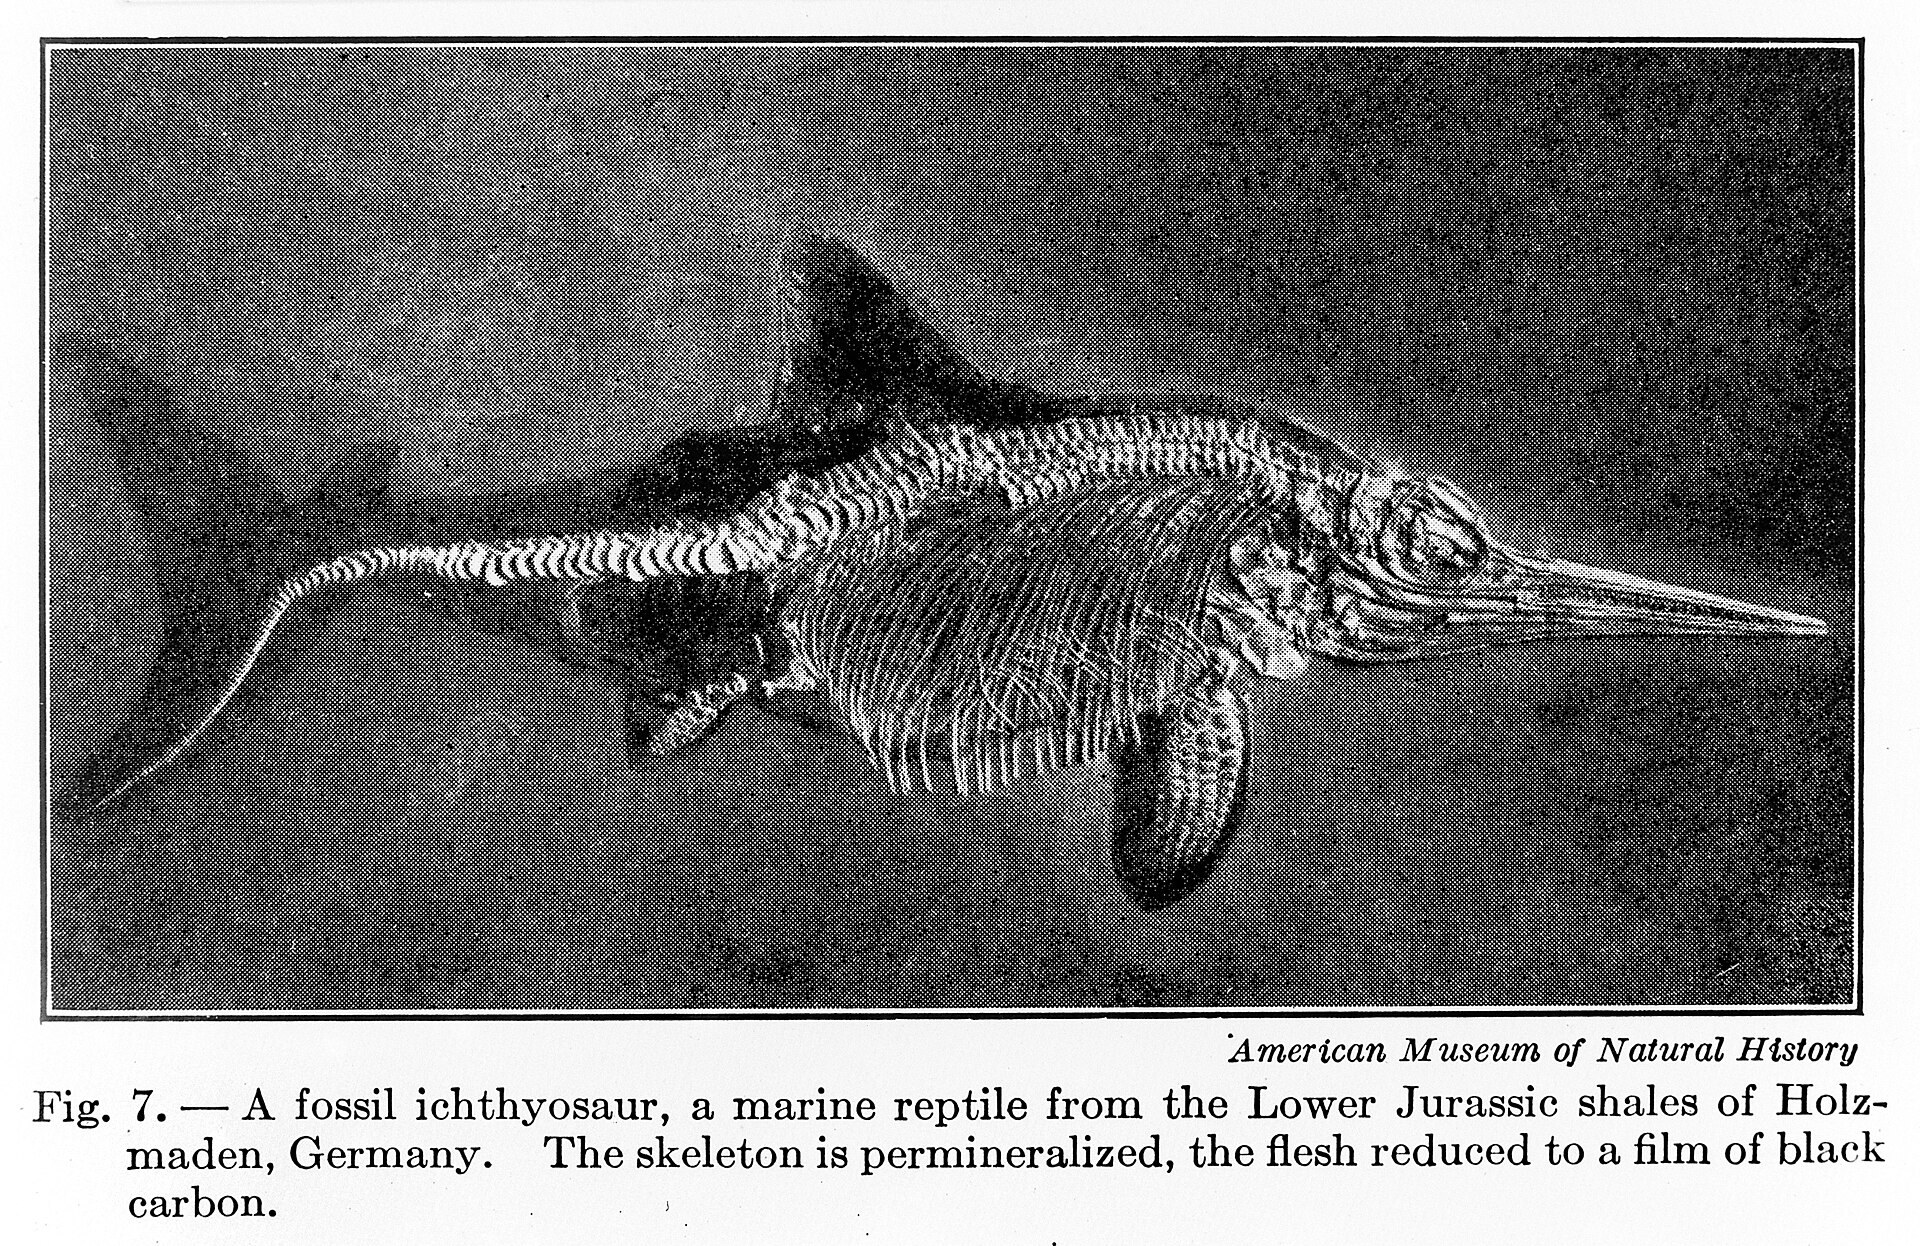 American Museum of Natural History
Fig. 7. — A fossil ichthyosaur, a marine reptile from the Lower Jurassic shales of Holz-
maden, Germany. The skeleton is permineralized, the flesh reduced to a film of black
carbon.